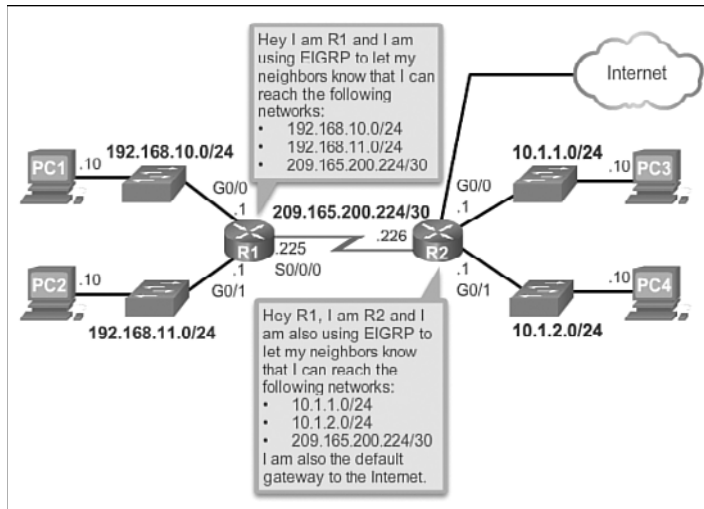 Hey I am R1 and I am
using EIGRP to let my
neighbors know that I can
reach the following
networks:
• 192.168.10.0/24
• 192.168.11.0/24
• 209.165.200.224/30
Internet
192.168.10.0/24
10.1.1.0/24
PC1
.10
.10
PC3
G0/0
G0/0
.1
209.165.200.224/30
.1
R1
.225
.226
R2
S0/0/0
PC2
.10
.1
G0/1
.1
G0/1
.10
PC4
192.168.11.0/24
10.1.2.0/24
Hey R1, I am R2 and I
am also using EIGRP to
let my neighbors know
that I can reach the
following networks:
• 10.1.1.0/24
• 10.1.2.0/24
• 209.165.200.224/30
I am also the default
gateway to the Internet.